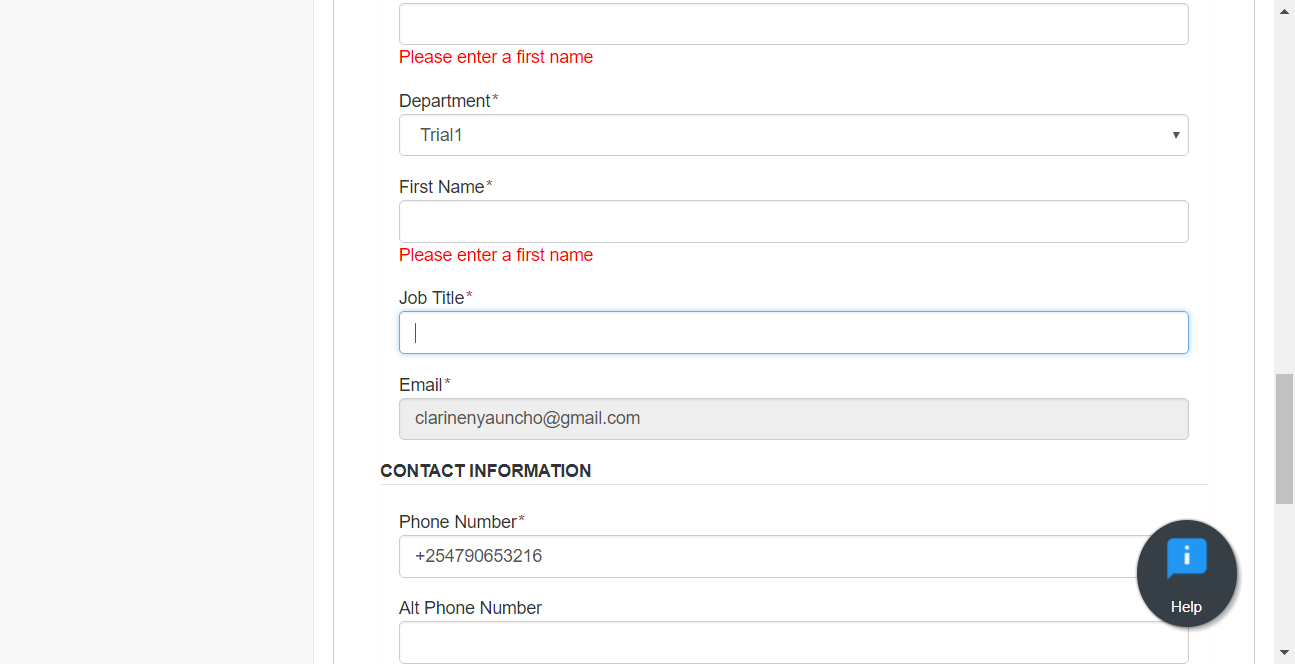 Please enter a first name
Department*
Trial1
First Name*
Please enter a first name
Job Title*
Email*
clarinenyauncho@gmail.com
CONTACT INFORMATION
Phone Number*
+254790653216
Help
Alt Phone Number